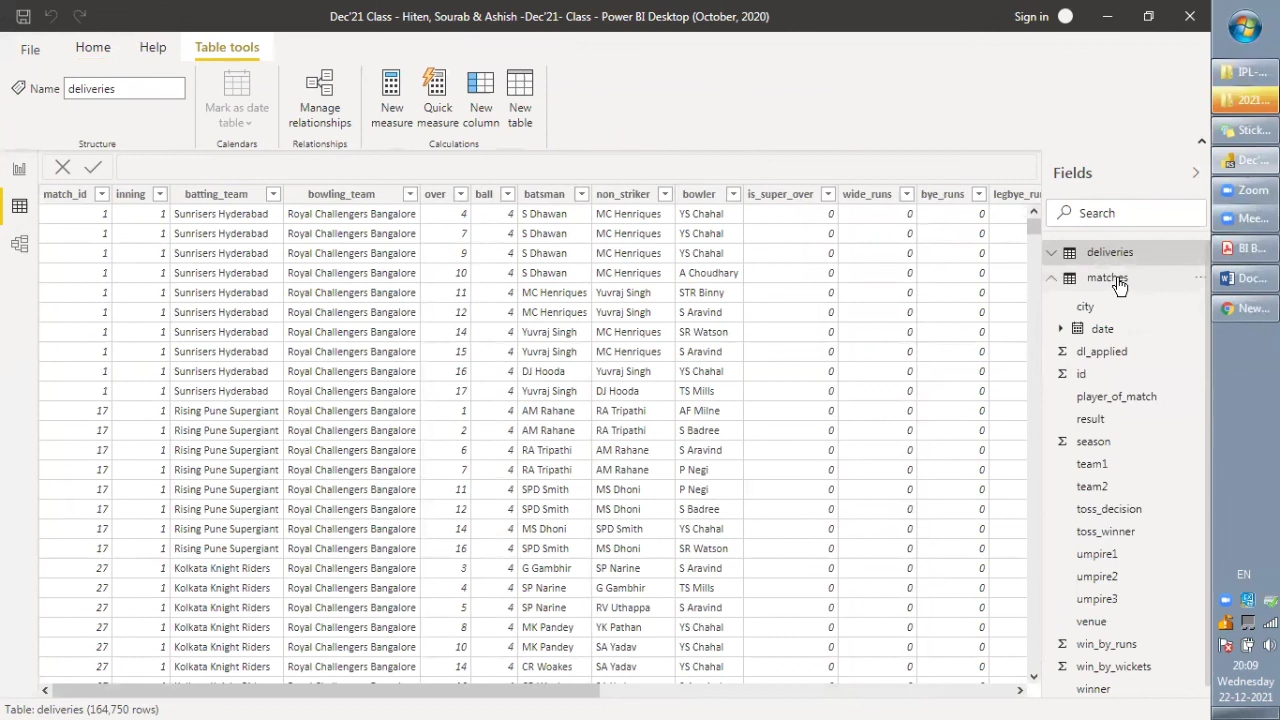 Dec'21 Class - Hiten, Sourab & Ashish -Dec'21- Class - Power BI Desktop (October, 2020)
Sign in
File Home Help Table tools
Name deliveries
Mark as date table
New measure
Quick measure
New column
New table
Manage relationships
Structure Calendars Relationships Calculations
match_id inning batting_team bowling_team over ball batsman non_striker bowler is_super_over wide_runs bye_runs legbye_ru
1 1 Sunrisers Hyderabad Royal Challengers Bangalore 4 4 S Dhawan MC Henriques YS Chahal 0 0 0
1 1 Sunrisers Hyderabad Royal Challengers Bangalore 7 4 S Dhawan MC Henriques YS Chahal 0 0 0
1 1 Sunrisers Hyderabad Royal Challengers Bangalore 9 4 S Dhawan MC Henriques YS Chahal 0 0 0
1 1 Sunrisers Hyderabad Royal Challengers Bangalore 10 4 S Dhawan MC Henriques A Choudhary 0 0 0
1 1 Sunrisers Hyderabad Royal Challengers Bangalore 11 4 MC Henriques Yuvraj Singh STR Binny 0 0 0
1 1 Sunrisers Hyderabad Royal Challengers Bangalore 12 4 MC Henriques Yuvraj Singh S Aravind 0 0 0
1 1 Sunrisers Hyderabad Royal Challengers Bangalore 14 4 Yuvraj Singh MC Henriques SR Watson 0 0 0
1 1 Sunrisers Hyderabad Royal Challengers Bangalore 15 4 Yuvraj Singh MC Henriques S Aravind 0 0 0
1 1 Sunrisers Hyderabad Royal Challengers Bangalore 16 4 DJ Hooda Yuvraj Singh YS Chahal 0 0 0
1 1 Sunrisers Hyderabad Royal Challengers Bangalore 17 4 Yuvraj Singh DJ Hooda TS Mills 0 0 0
17 1 Rising Pune Supergiant Royal Challengers Bangalore 1 4 AM Rahane RA Tripathi AF Milne 0 0 0
17 1 Rising Pune Supergiant Royal Challengers Bangalore 2 4 AM Rahane RA Tripathi S Badree 0 0 0
17 1 Rising Pune Supergiant Royal Challengers Bangalore 6 4 RA Tripathi AM Rahane S Aravind 0 0 0
17 1 Rising Pune Supergiant Royal Challengers Bangalore 7 4 RA Tripathi AM Rahane P Negi 0 0 0
17 1 Rising Pune Supergiant Royal Challengers Bangalore 11 4 SPD Smith MS Dhoni P Negi 0 0 0
17 1 Rising Pune Supergiant Royal Challengers Bangalore 12 4 SPD Smith MS Dhoni S Badree 0 0 0
17 1 Rising Pune Supergiant Royal Challengers Bangalore 14 4 MS Dhoni SPD Smith YS Chahal 0 0 0
17 1 Rising Pune Supergiant Royal Challengers Bangalore 16 4 SPD Smith MS Dhoni SR Watson 0 0 0
27 1 Kolkata Knight Riders Royal Challengers Bangalore 3 4 G Gambhir SP Narine S Aravind 0 0 0
27 1 Kolkata Knight Riders Royal Challengers Bangalore 4 4 SP Narine G Gambhir TS Mills 0 0 0
27 1 Kolkata Knight Riders Royal Challengers Bangalore 5 4 SP Narine RV Uthappa S Aravind 0 0 0
27 1 Kolkata Knight Riders Royal Challengers Bangalore 8 4 MK Pandey YK Pathan YS Chahal 0 0 0
27 1 Kolkata Knight Riders Royal Challengers Bangalore 10 4 MK Pandey SA Yadav YS Chahal 0 0 0
27 1 Kolkata Knight Riders Royal Challengers Bangalore 14 4 CR Woakes SA Yadav YS Chahal 0 0 0
Table: deliveries (164,750 rows)
Fields
Search
deliveries
matches
city
date
dl_applied
id
player_of_match
result
season
team1
team2
toss_decision
toss_winner
umpire1
umpire2
umpire3
venue
win_by_runs
win_by_wickets
winner
IPL-...
2021...
Stick...
Dec'...
Zoom
Mee...
BI B...
Doc...
New...
EN
20:09
Wednesday
22-12-2021